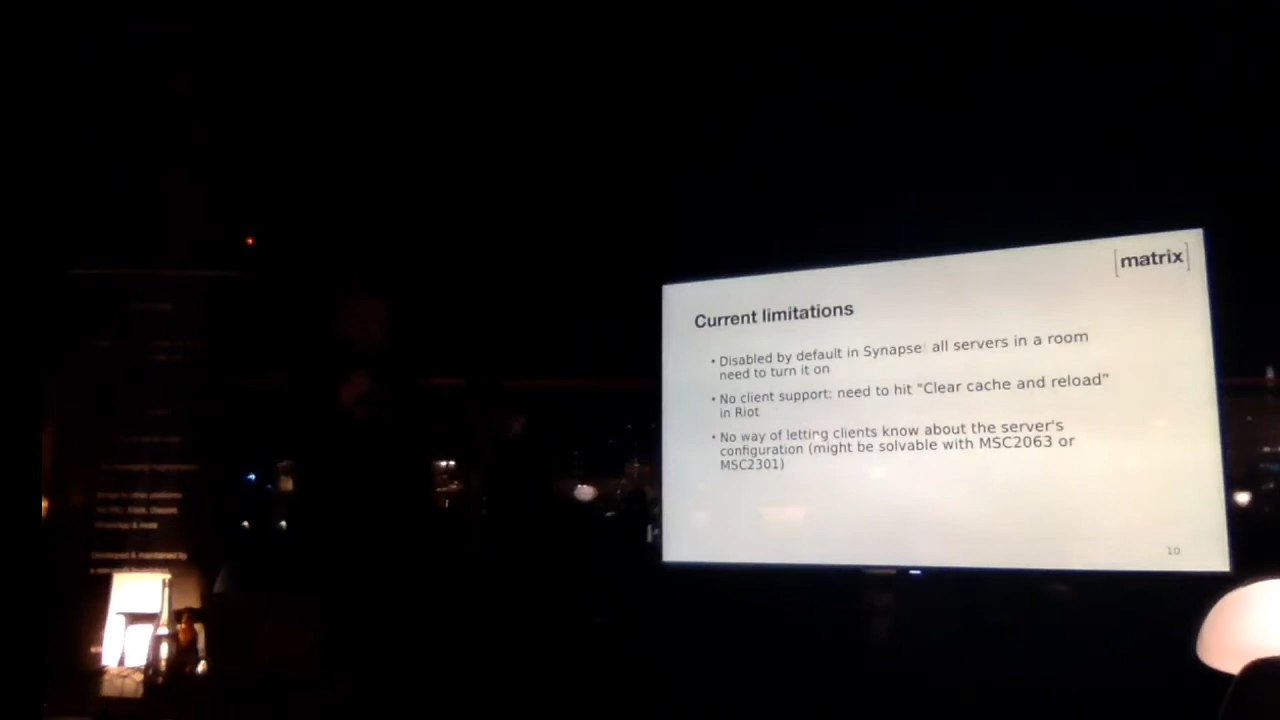 [matrix]
Current limitations
• Disabled by default in Synapse: all servers in a room
need to turn it on
• No client support: need to hit "Clear cache and reload"
in Riot
• No way of letting clients know about the server's
configuration (might be solvable with MSC2063 or
MSC2301)
10